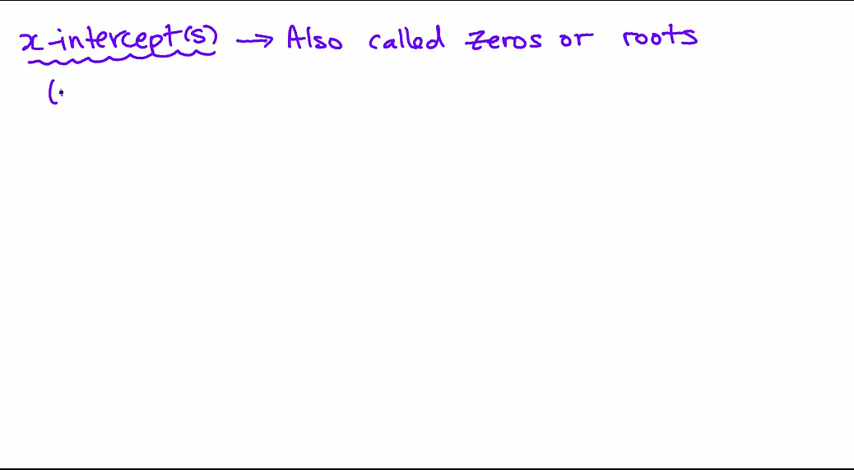 x-intercept(s) → Also called zeros or roots
(